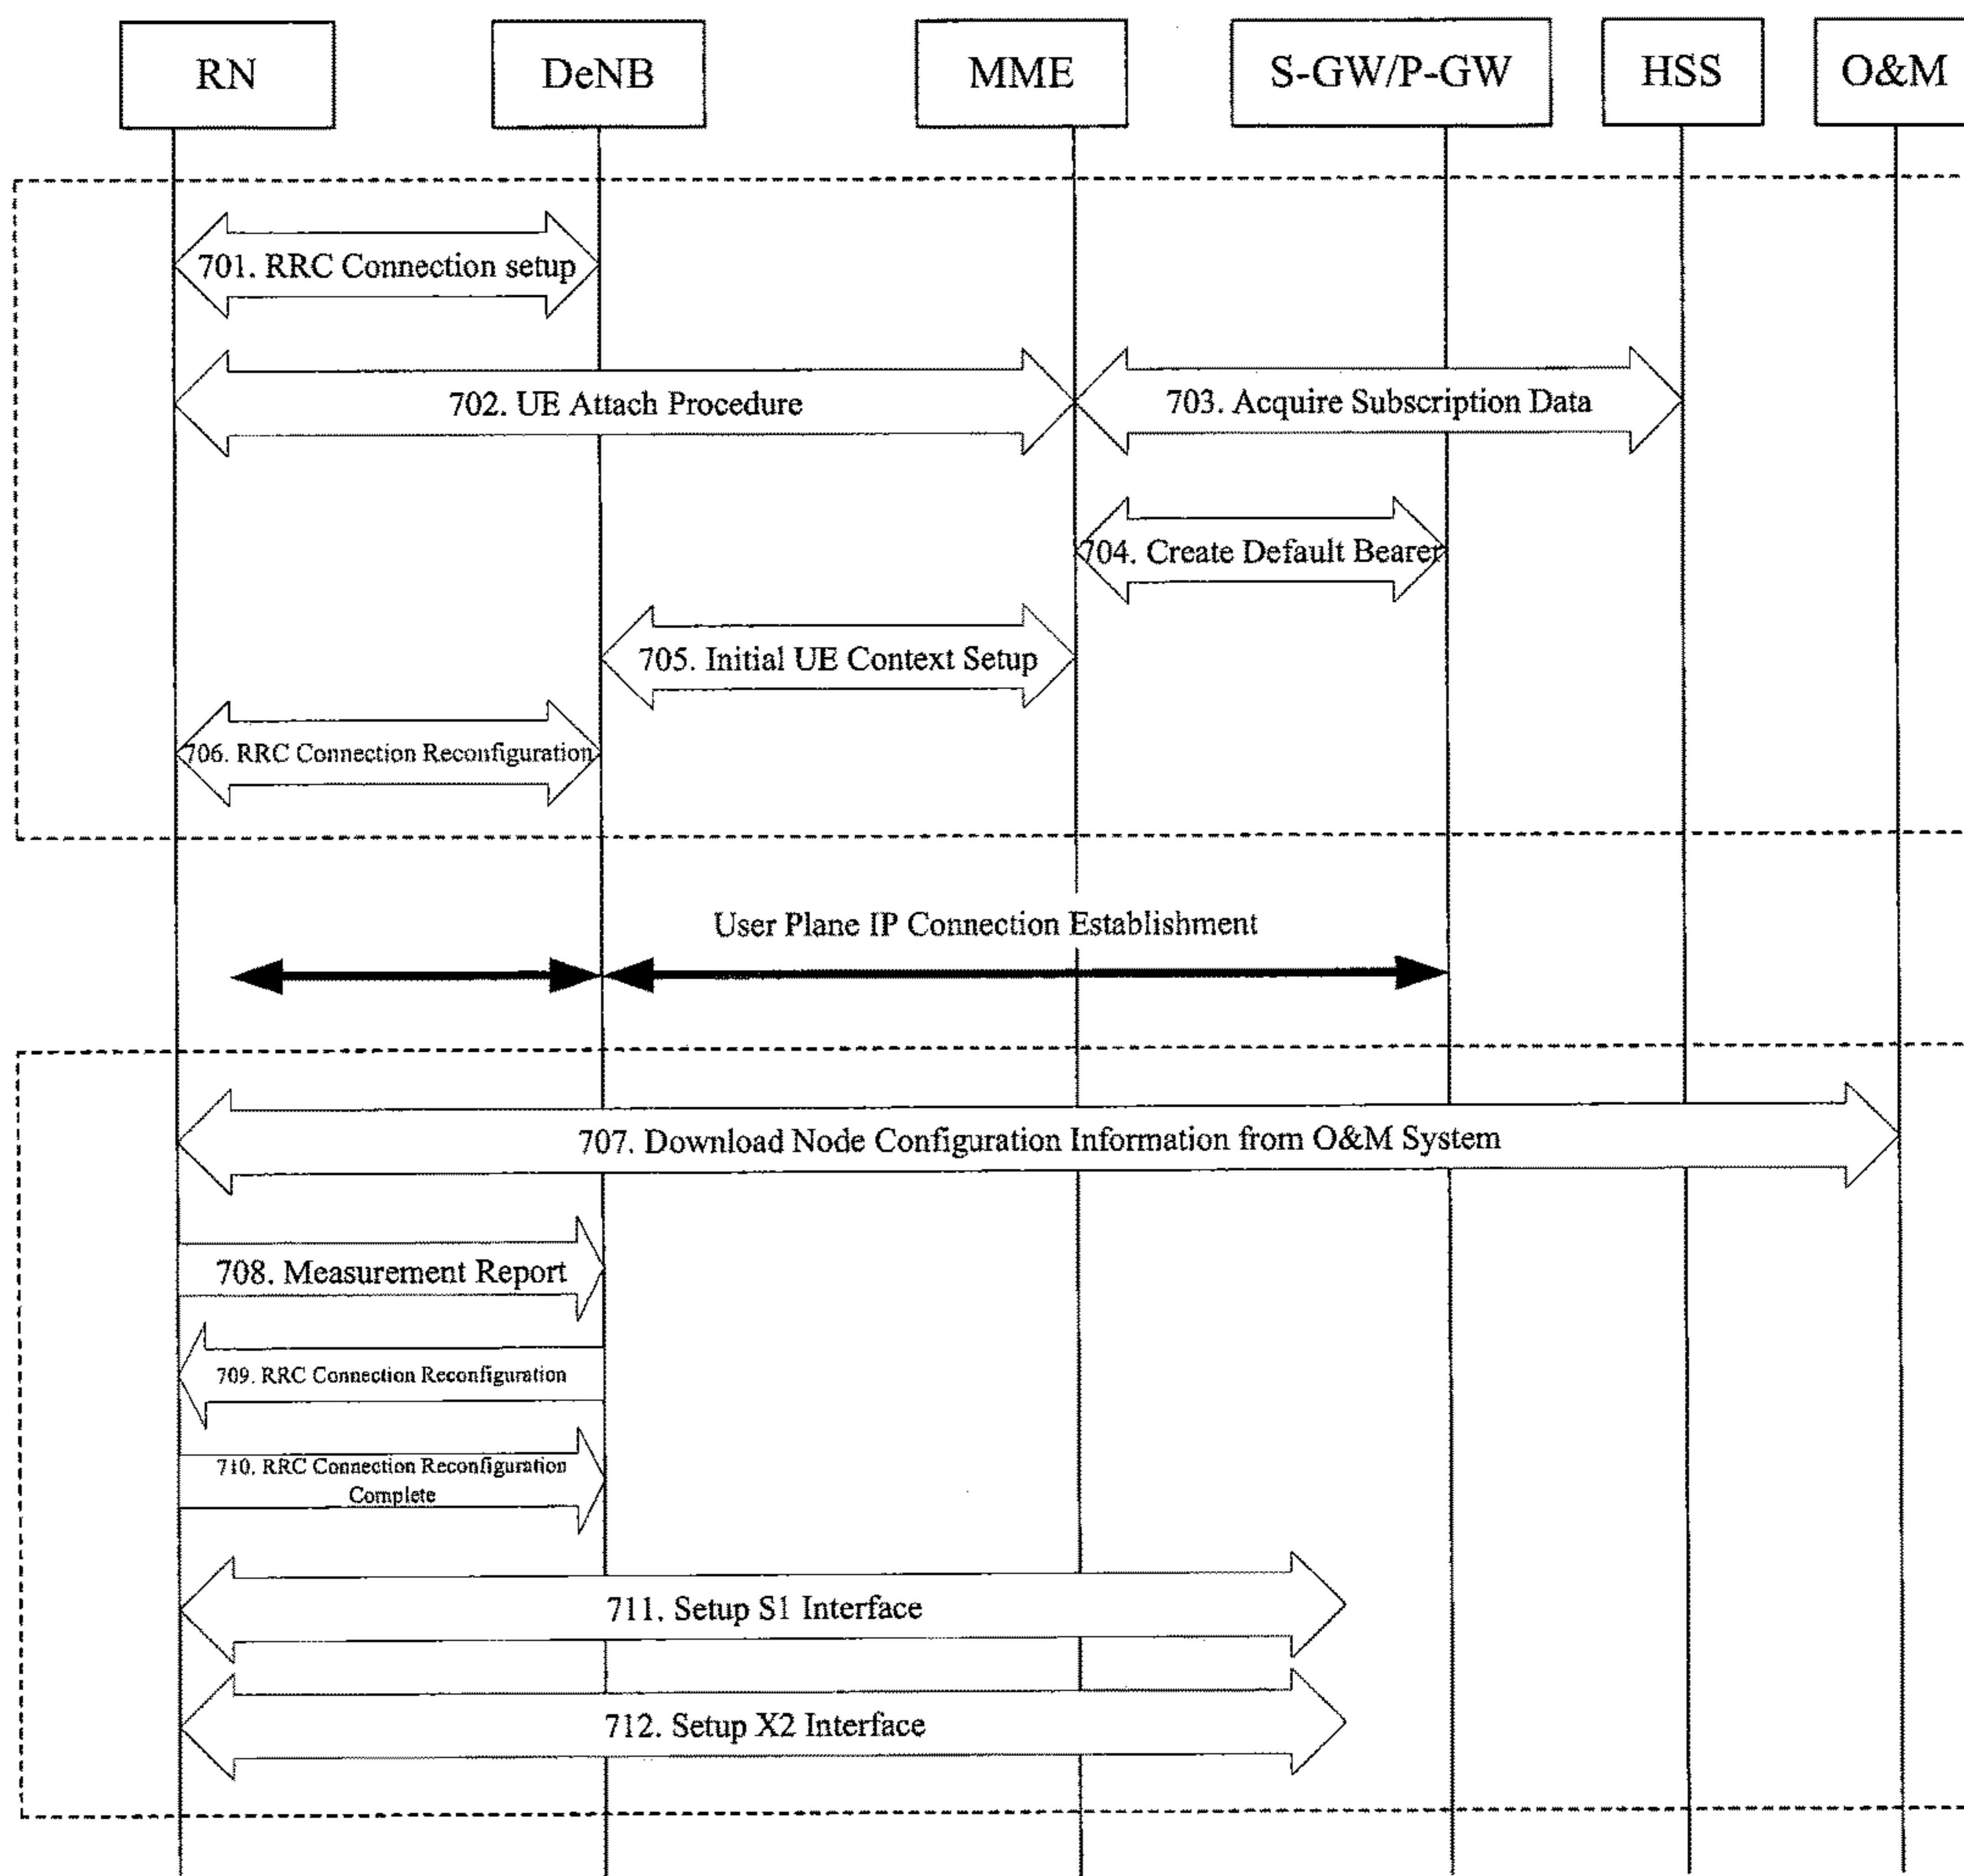 RN
DeNB
MME
S-GW/P-GW
HSS
O&M
701. RRC Connection setup
702. UE Attach Procedure
703. Acquire Subscription Data
704. Create Default Bearer
705. Initial UE Context Setup
706. RRC Connection Reconfiguration
User Plane IP Connection Establishment
707. Download Node Configuration Information from O&M System
708. Measurement Report
709. RRC Connection Reconfiguration
710. RRC Connection Reconfiguration
Complete
711. Setup S1 Interface
712. Setup X2 Interface